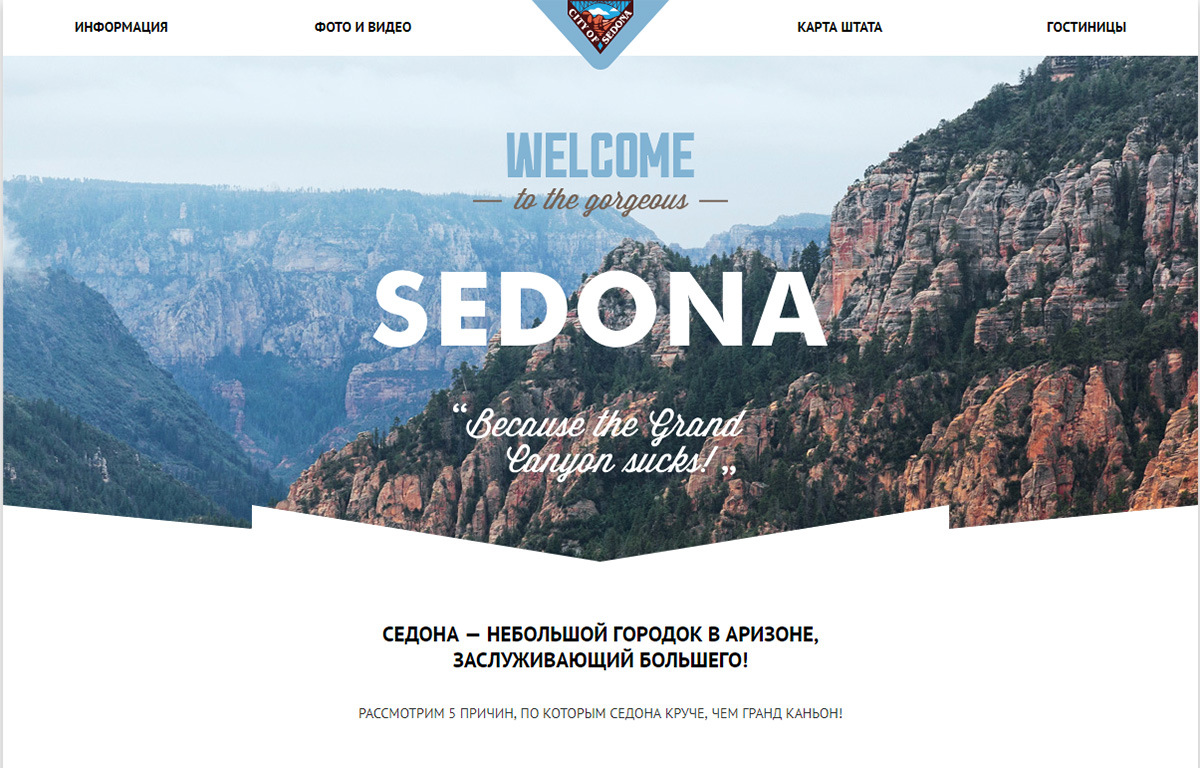 ИНФОРМАЦИЯ
ФОТО И ВИДЕО
CITY OF SEDONA
КАРТА ШТАТА
ГОСТИНИЦЫ
WELCOME
— to the gorgeous —
SEDONA
“Because the Grand
Canyon sucks!„
СЕДОНА — НЕБОЛЬШОЙ ГОРОДОК В АРИЗОНЕ,
ЗАСЛУЖИВАЮЩИЙ БОЛЬШЕГО!
РАССМОТРИМ 5 ПРИЧИН, ПО КОТОРЫМ СЕДОНА КРУЧЕ, ЧЕМ ГРАНД КАНЬОН!